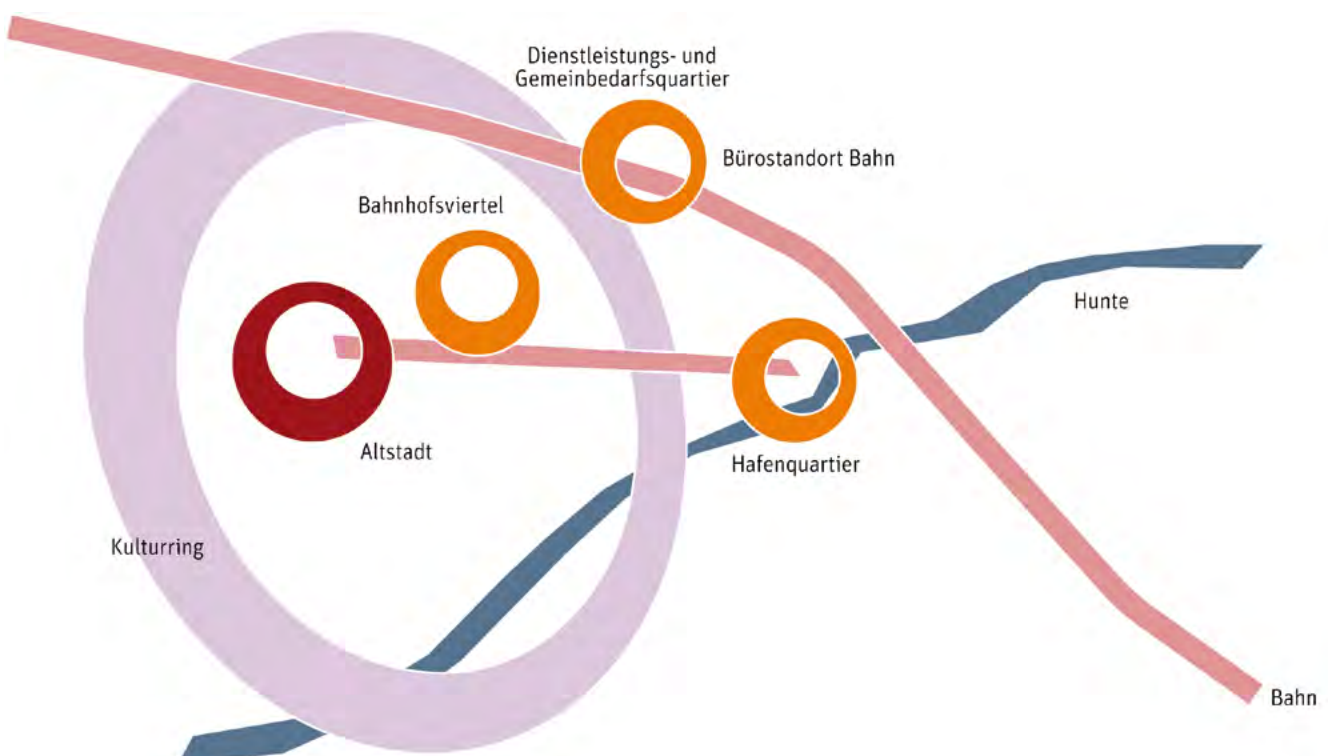 Dienstleistungs- und
Gemeinbedarfsquartier
Bürostandort Bahn
Bahnhofsviertel
Hunte
Altstadt
Hafenquartier
Kulturring
Bahn